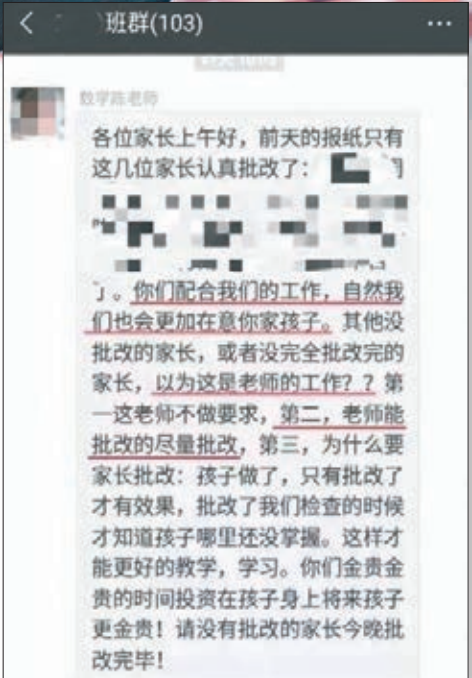 班群(103)
数学陈老师
各位家长上午好，前天的报纸只有
这几位家长认真批改了：
。你们配合我们的工作，自然我
们也会更加在意你家孩子。其他没
批改的家长，或者没完全批改完的
家长，以为这是老师的工作？？第
一这老师不做要求，第二，老师能
批改的尽量批改，第三，为什么要
家长批改：孩子做了，只有批改了
才有效果，批改了我们检查的时候
才知道孩子哪里还没掌握。这样才
能更好的教学，学习。你们金贵金
贵的时间投资在孩子身上将来孩子
更金贵！请没有批改的家长今晚批
改完毕！